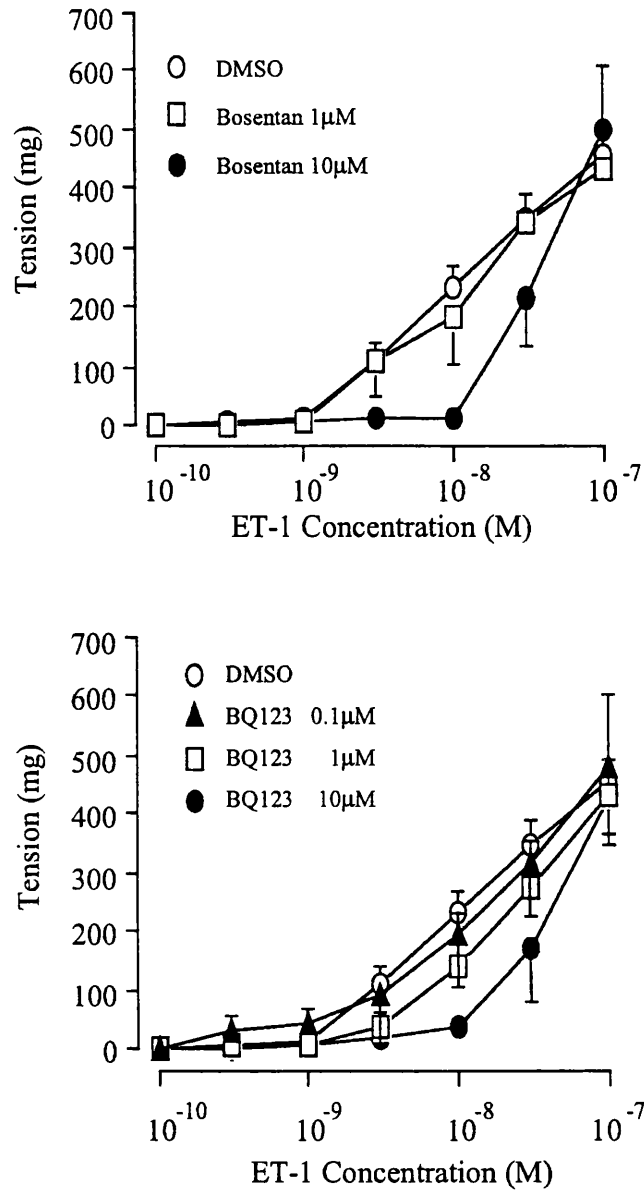 700
600
500
400
300
200
100
0
Tension (mg)
DMSO
Bosentan 1μM
Bosentan 10μM
10⁻¹⁰ 10⁻⁹ 10⁻⁸ 10⁻⁷
ET-1 Concentration (M)
700
600
500
400
300
200
100
0
Tension (mg)
DMSO
BQ123 0.1μM
BQ123 1μM
BQ123 10μM
10⁻¹⁰ 10⁻⁹ 10⁻⁸ 10⁻⁷
ET-1 Concentration (M)